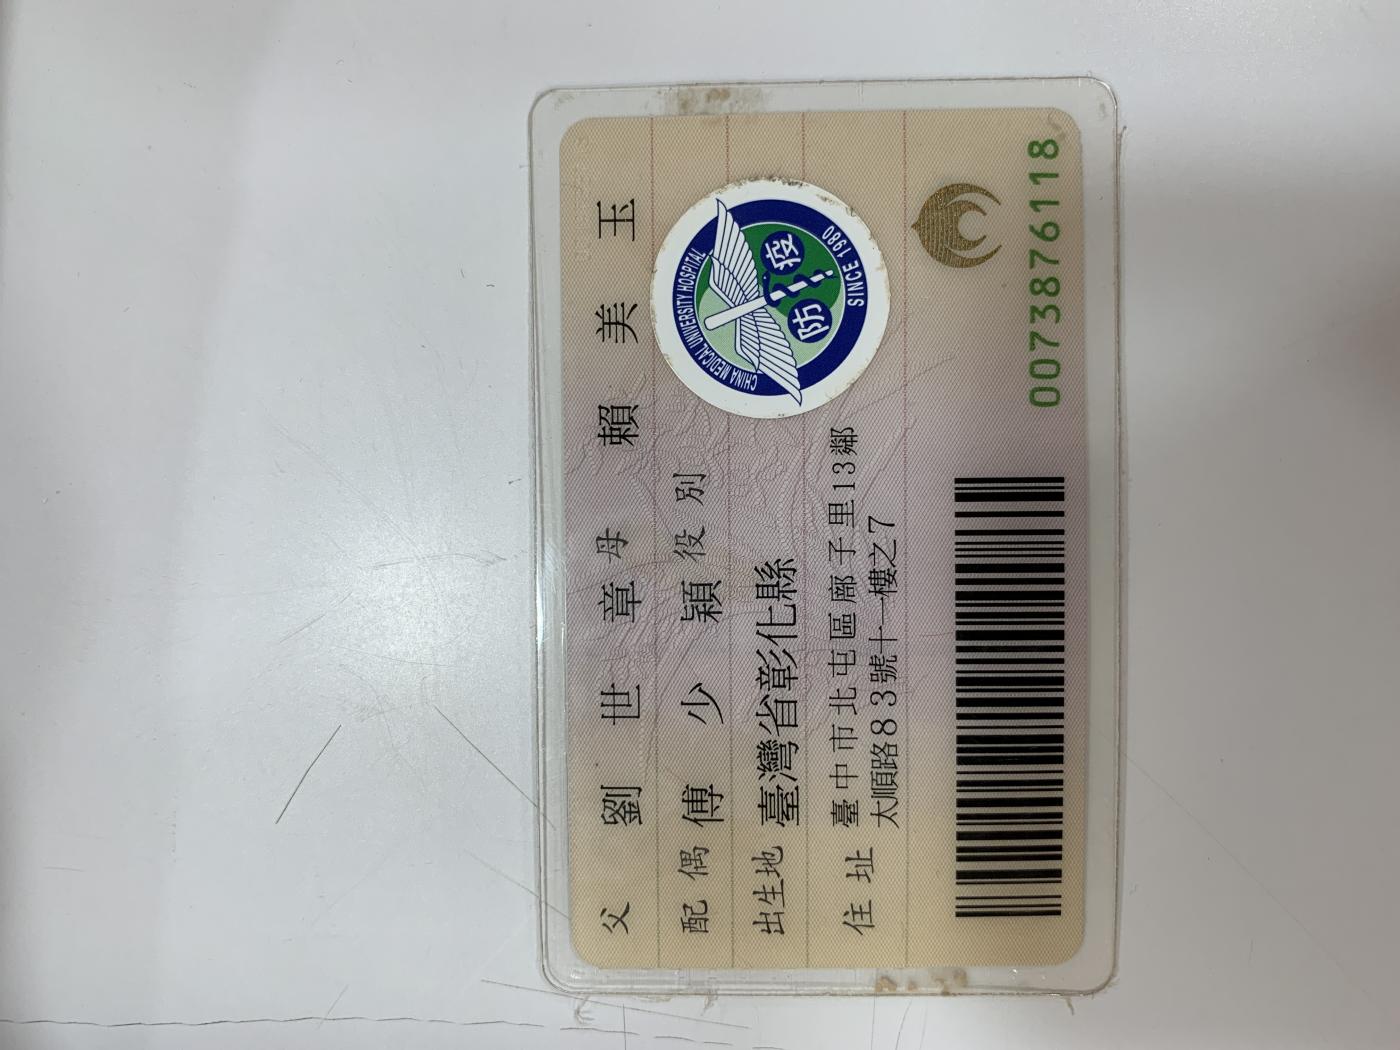 父 劉世章 母 賴美玉
配偶 傅少穎 役別
出生地 臺灣省彰化縣
住址 臺中市北屯區廍子里13鄰
太順路83號十一樓之7
CHINA MEDICAL UNIVERSITY HOSPITAL
防疫
SINCE 1980
0073876118